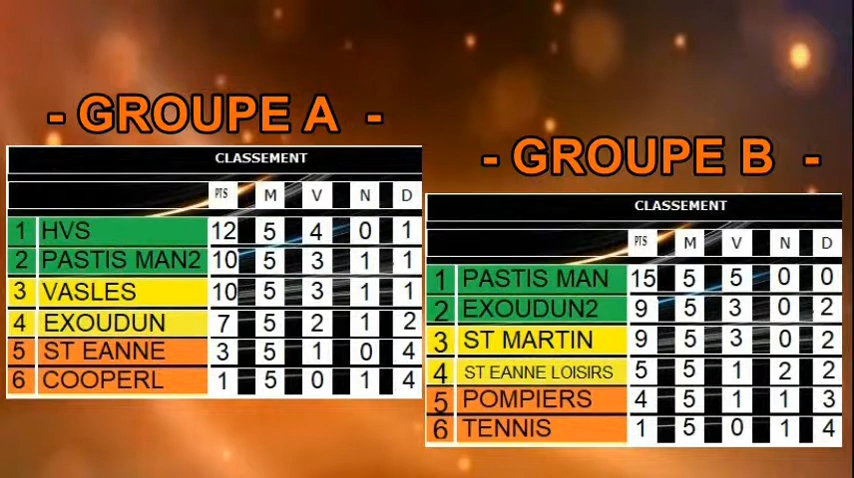 - GROUPE A -
CLASSEMENT
PTS M V N D
1 HVS 12 5 4 0 1
2 PASTIS MAN2 10 5 3 1 1
3 VASLES 10 5 3 1 1
4 EXOUDUN 7 5 2 1 2
5 ST EANNE 3 5 1 0 4
6 COOPERL 1 5 0 1 4
- GROUPE B -
CLASSEMENT
PTS M V N D
1 PASTIS MAN 15 5 5 0 0
2 EXOUDUN2 9 5 3 0 2
3 ST MARTIN 9 5 3 0 2
4 ST EANNE LOISIRS 5 5 1 2 2
5 POMPIERS 4 5 1 1 3
6 TENNIS 1 5 0 1 4